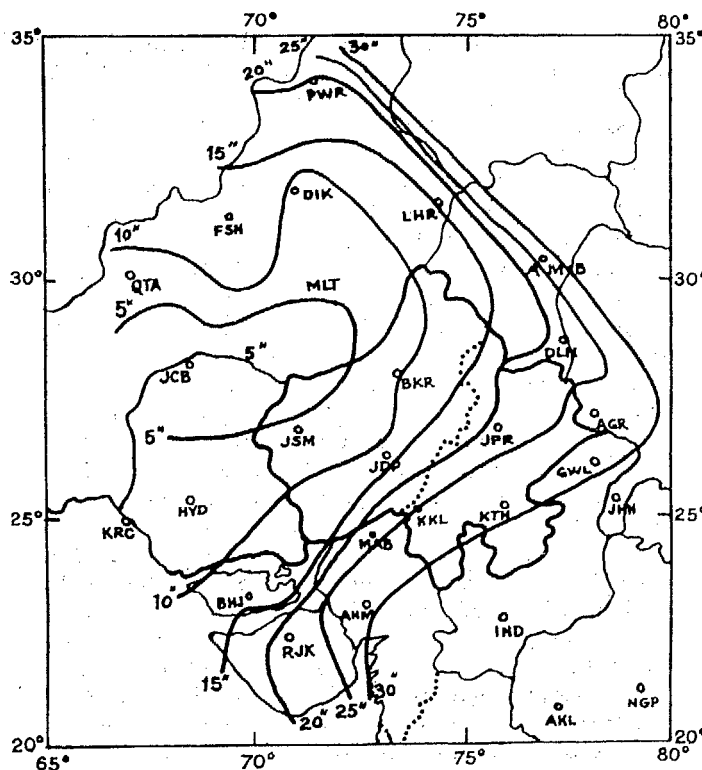 70° 75° 80°
35° 35°
30"
25"
20"
PWR
15"
DIK
LHR
FSH
10"
AMB
30° 30°
QTA
MLT
5"
DLH
5"
JCB
BKR
AGR
5"
JSM
JPR
JDP
GWL
HYD
KTH
JHN
25° 25°
KRC
KKL
MAB
10"
BHJ
AHM
IND
RJK
15"
30"
25"
20"
NGP
AKL
20° 20°
65° 70° 75° 80°